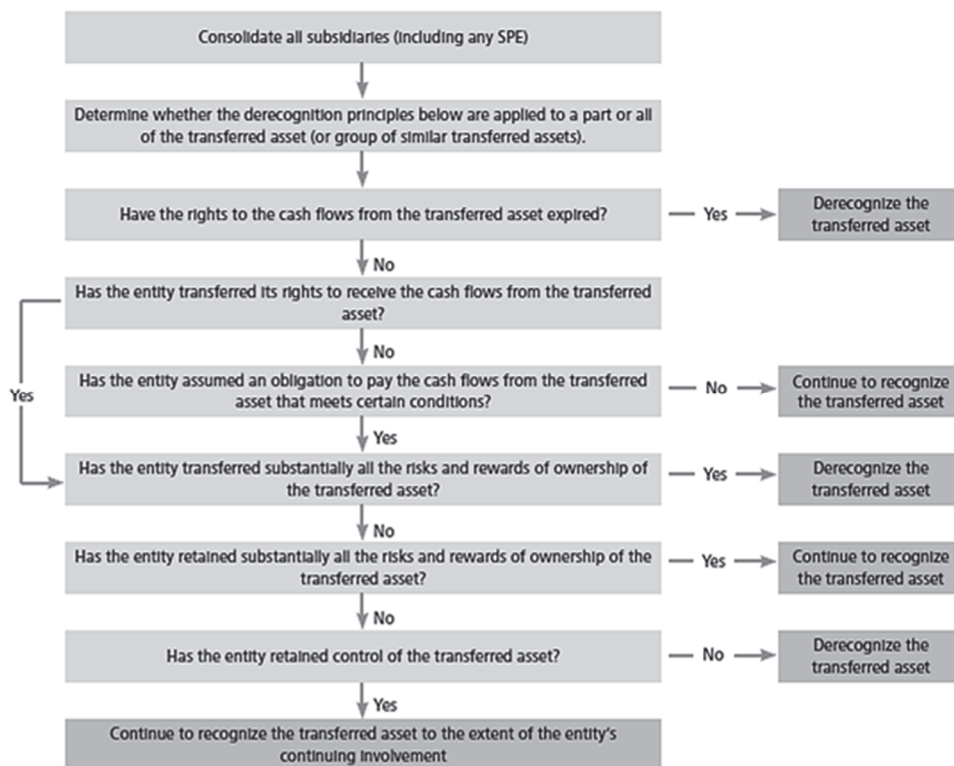 Consolidate all subsidiaries (including any SPE)
Determine whether the derecognition principles below are applied to a part or all
of the transferred asset (or group of similar transferred assets).
Have the rights to the cash flows from the transferred asset expired?
Yes
Derecognize the
transferred asset
No
Has the entity transferred its rights to receive the cash flows from the transferred
asset?
Yes
No
Has the entity assumed an obligation to pay the cash flows from the transferred
asset that meets certain conditions?
No
Continue to recognize
the transferred asset
Yes
Has the entity transferred substantially all the risks and rewards of ownership of
the transferred asset?
Yes
Derecognize the
transferred asset
No
Has the entity retained substantially all the risks and rewards of ownership of the
transferred asset?
Yes
Continue to recognize
the transferred asset
No
Has the entity retained control of the transferred asset?
No
Derecognize the
transferred asset
Yes
Continue to recognize the transferred asset to the extent of the entity's
continuing involvement